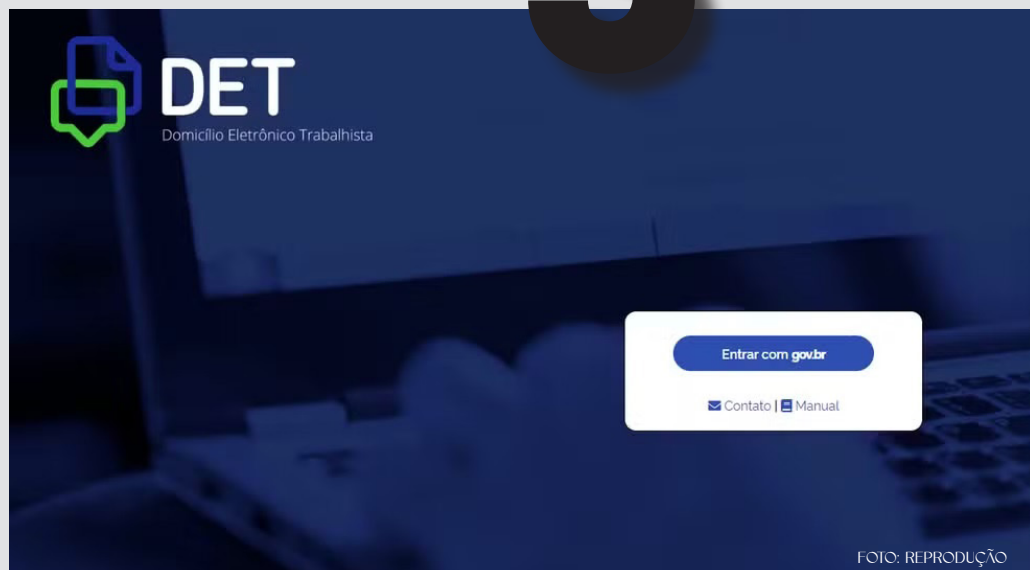 DET
Domicílio Eletrônico Trabalhista
Entrar com gov.br
Contato | Manual
FOTO: REPRODUÇÃO